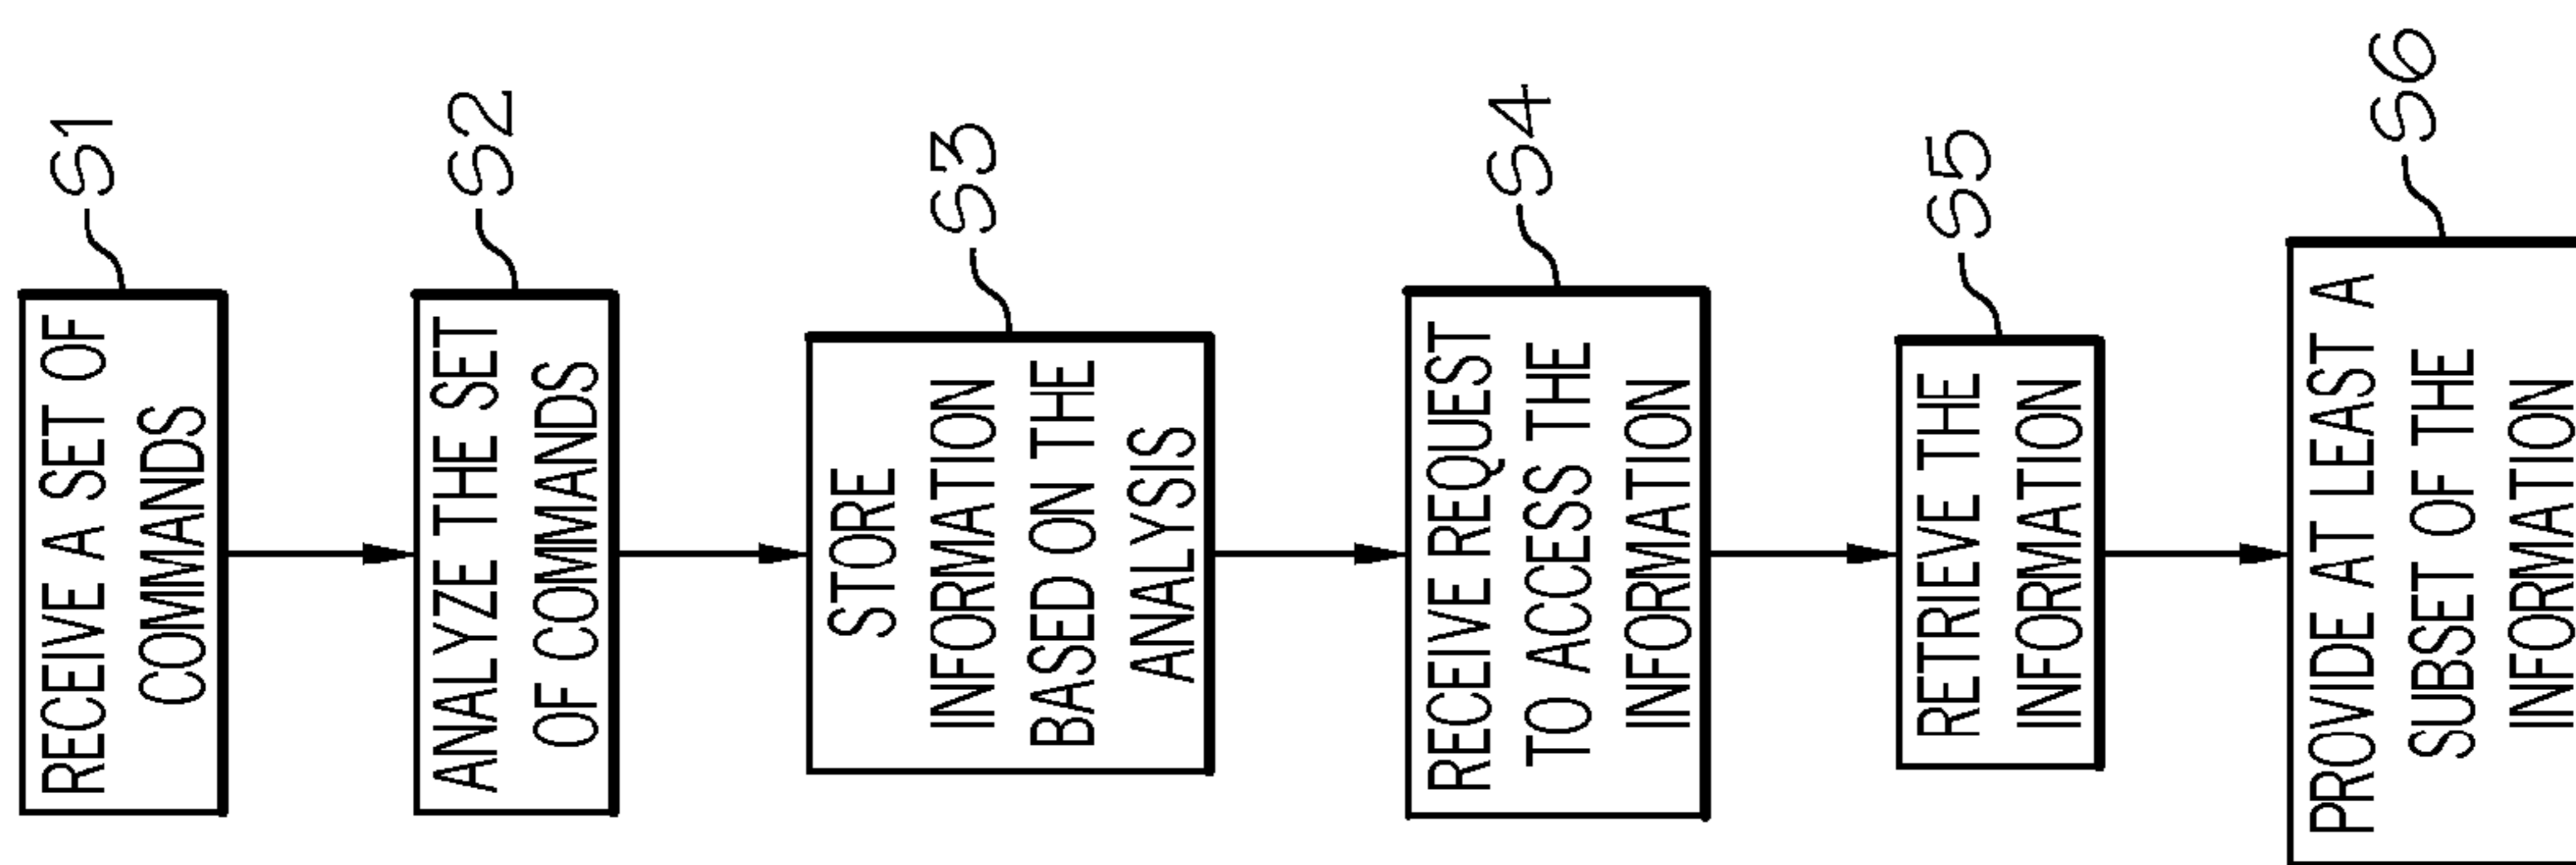 RECEIVE A SET OF
COMMANDS
S1
ANALYZE THE SET
OF COMMANDS
S2
STORE
INFORMATION
BASED ON THE
ANALYSIS
S3
RECEIVE REQUEST
TO ACCESS THE
INFORMATION
S4
RETRIEVE THE
INFORMATION
S5
PROVIDE AT LEAST A
SUBSET OF THE
INFORMATION
S6